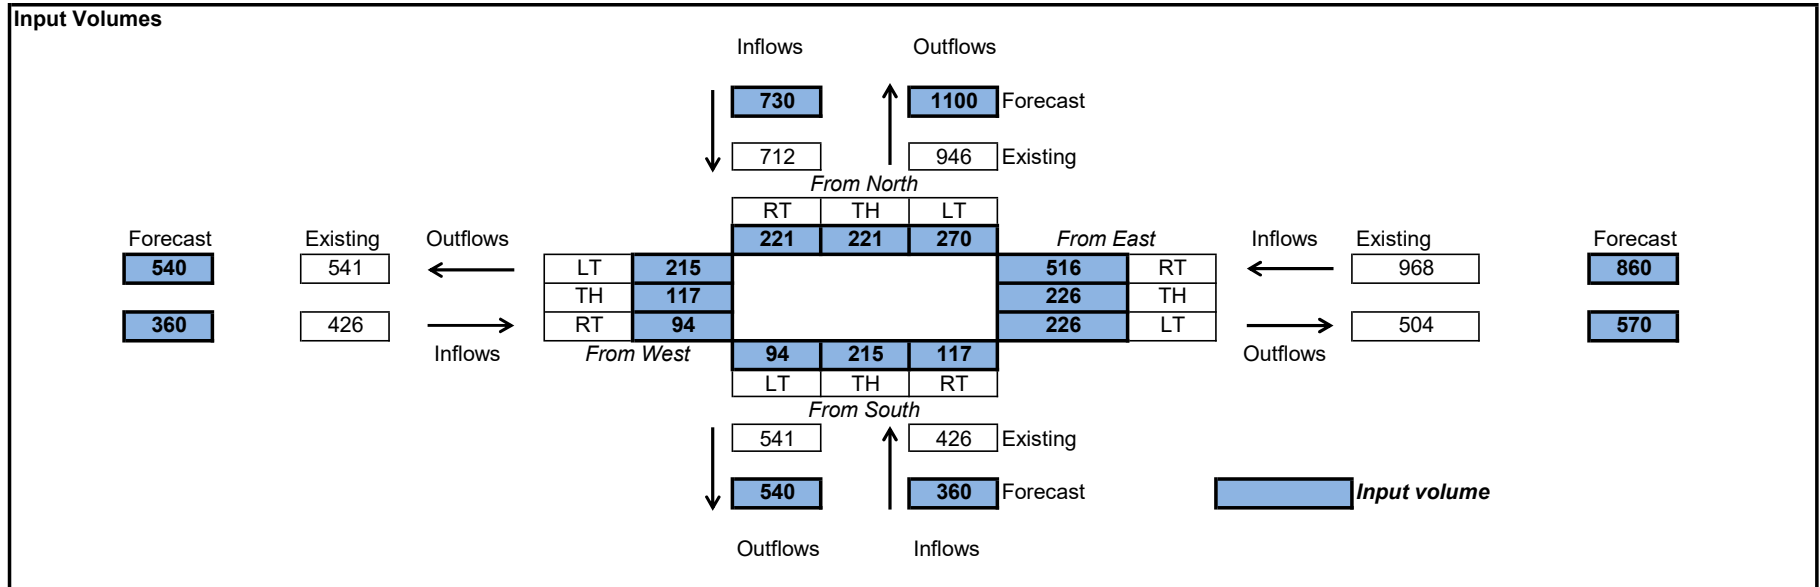 Input Volumes
Inflows Outflows
730 1100 Forecast
712 946 Existing
From North
RT TH LT
Forecast Existing Outflows 221 221 270 From East Inflows Existing Forecast
540 541 LT 215 516 RT 968 860
TH 117 226 TH
360 426 RT 94 226 LT 504 570
Inflows From West 94 215 117 Outflows
LT TH RT
From South
541 426 Existing
540 360 Forecast Input volume
Outflows Inflows